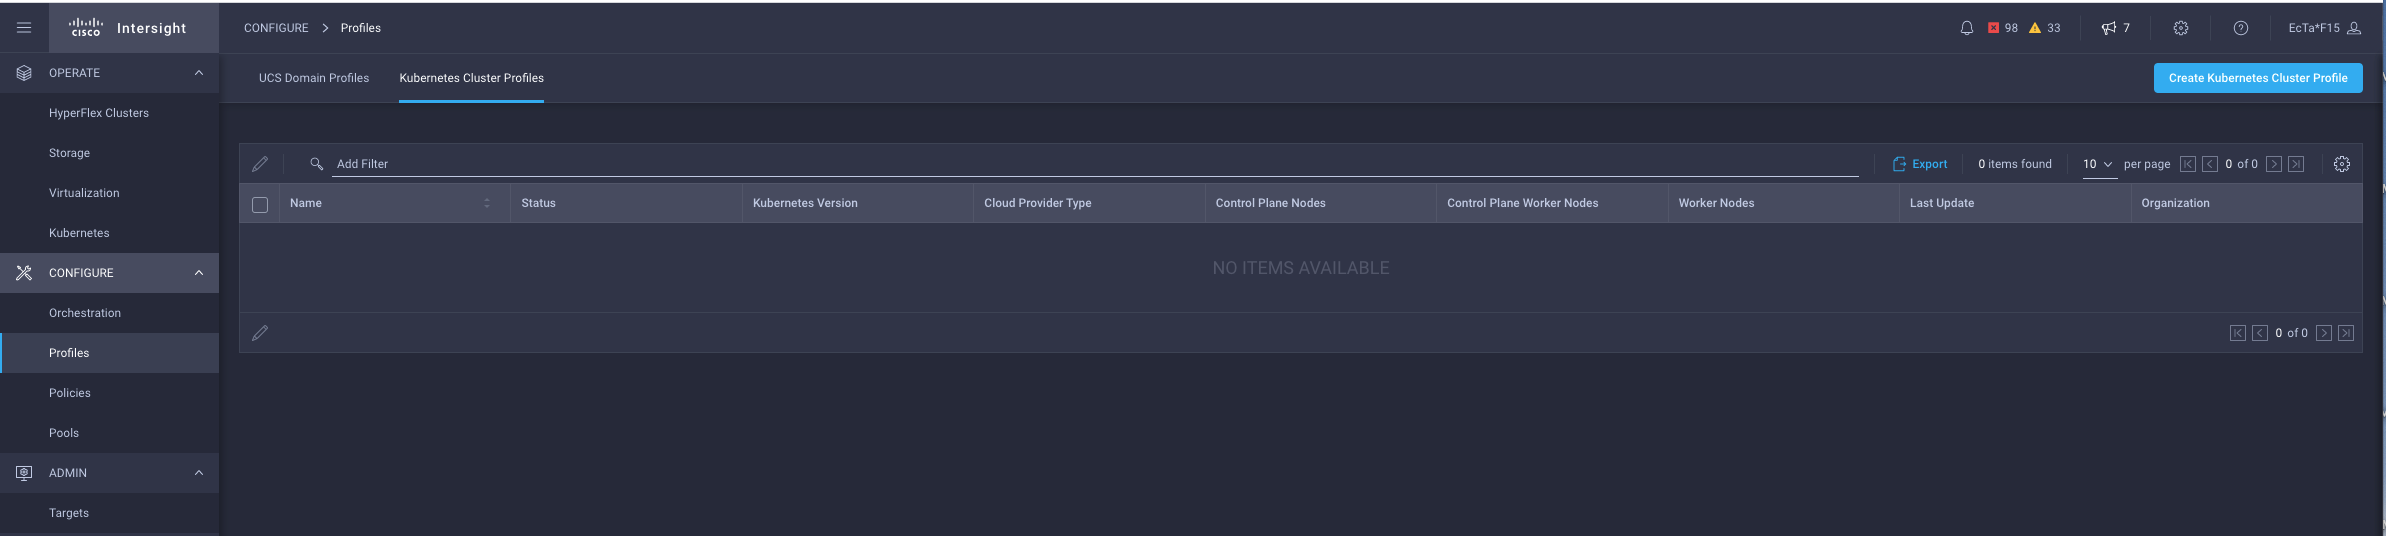 CISCO Intersight
CONFIGURE > Profiles
98 33 7 EcTa*F15
OPERATE
HyperFlex Clusters
Storage
Virtualization
Kubernetes
CONFIGURE
Orchestration
Profiles
Policies
Pools
ADMIN
Targets
UCS Domain Profiles Kubernetes Cluster Profiles Create Kubernetes Cluster Profile
Add Filter Export 0 items found 10 per page 0 of 0
Name Status Kubernetes Version Cloud Provider Type Control Plane Nodes Control Plane Worker Nodes Worker Nodes Last Update Organization
NO ITEMS AVAILABLE
0 of 0